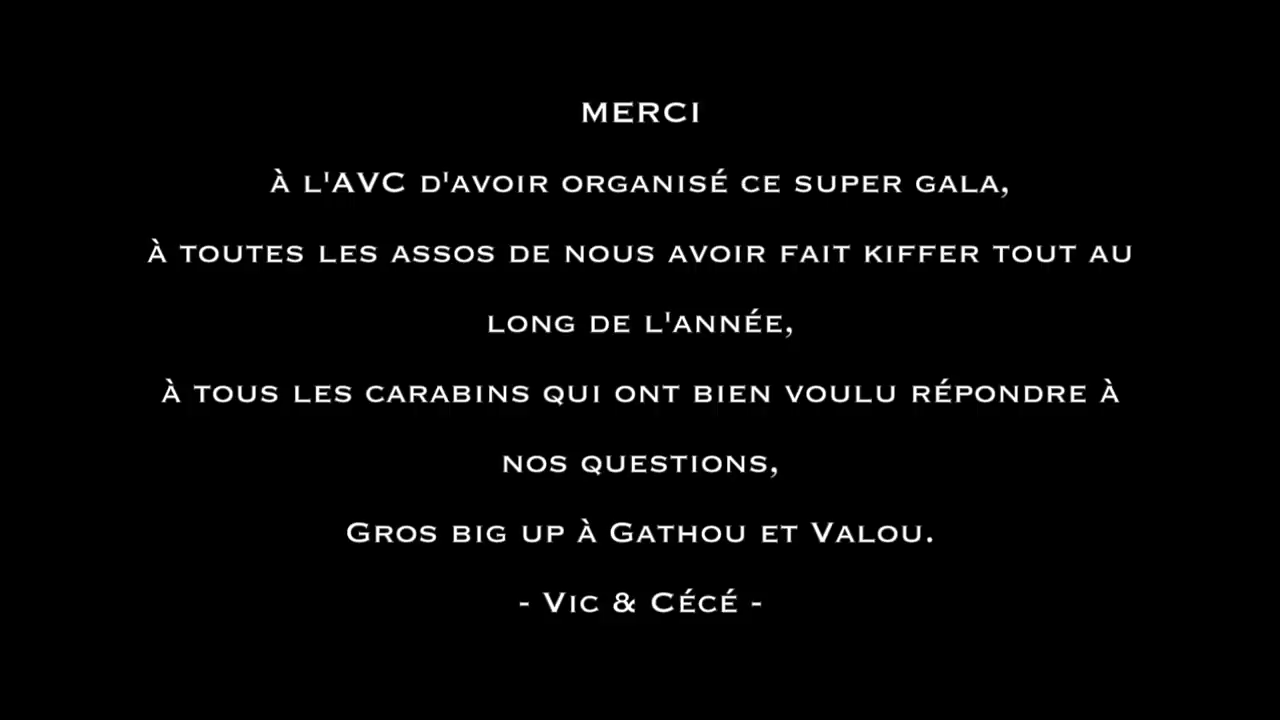 MERCI
À L'AVC D'AVOIR ORGANISÉ CE SUPER GALA,
À TOUTES LES ASSOS DE NOUS AVOIR FAIT KIFFER TOUT AU
LONG DE L'ANNÉE,
À TOUS LES CARABINS QUI ONT BIEN VOULU RÉPONDRE À
NOS QUESTIONS,
GROS BIG UP À GATHOU ET VALOU.
- VIC & CÉCÉ -